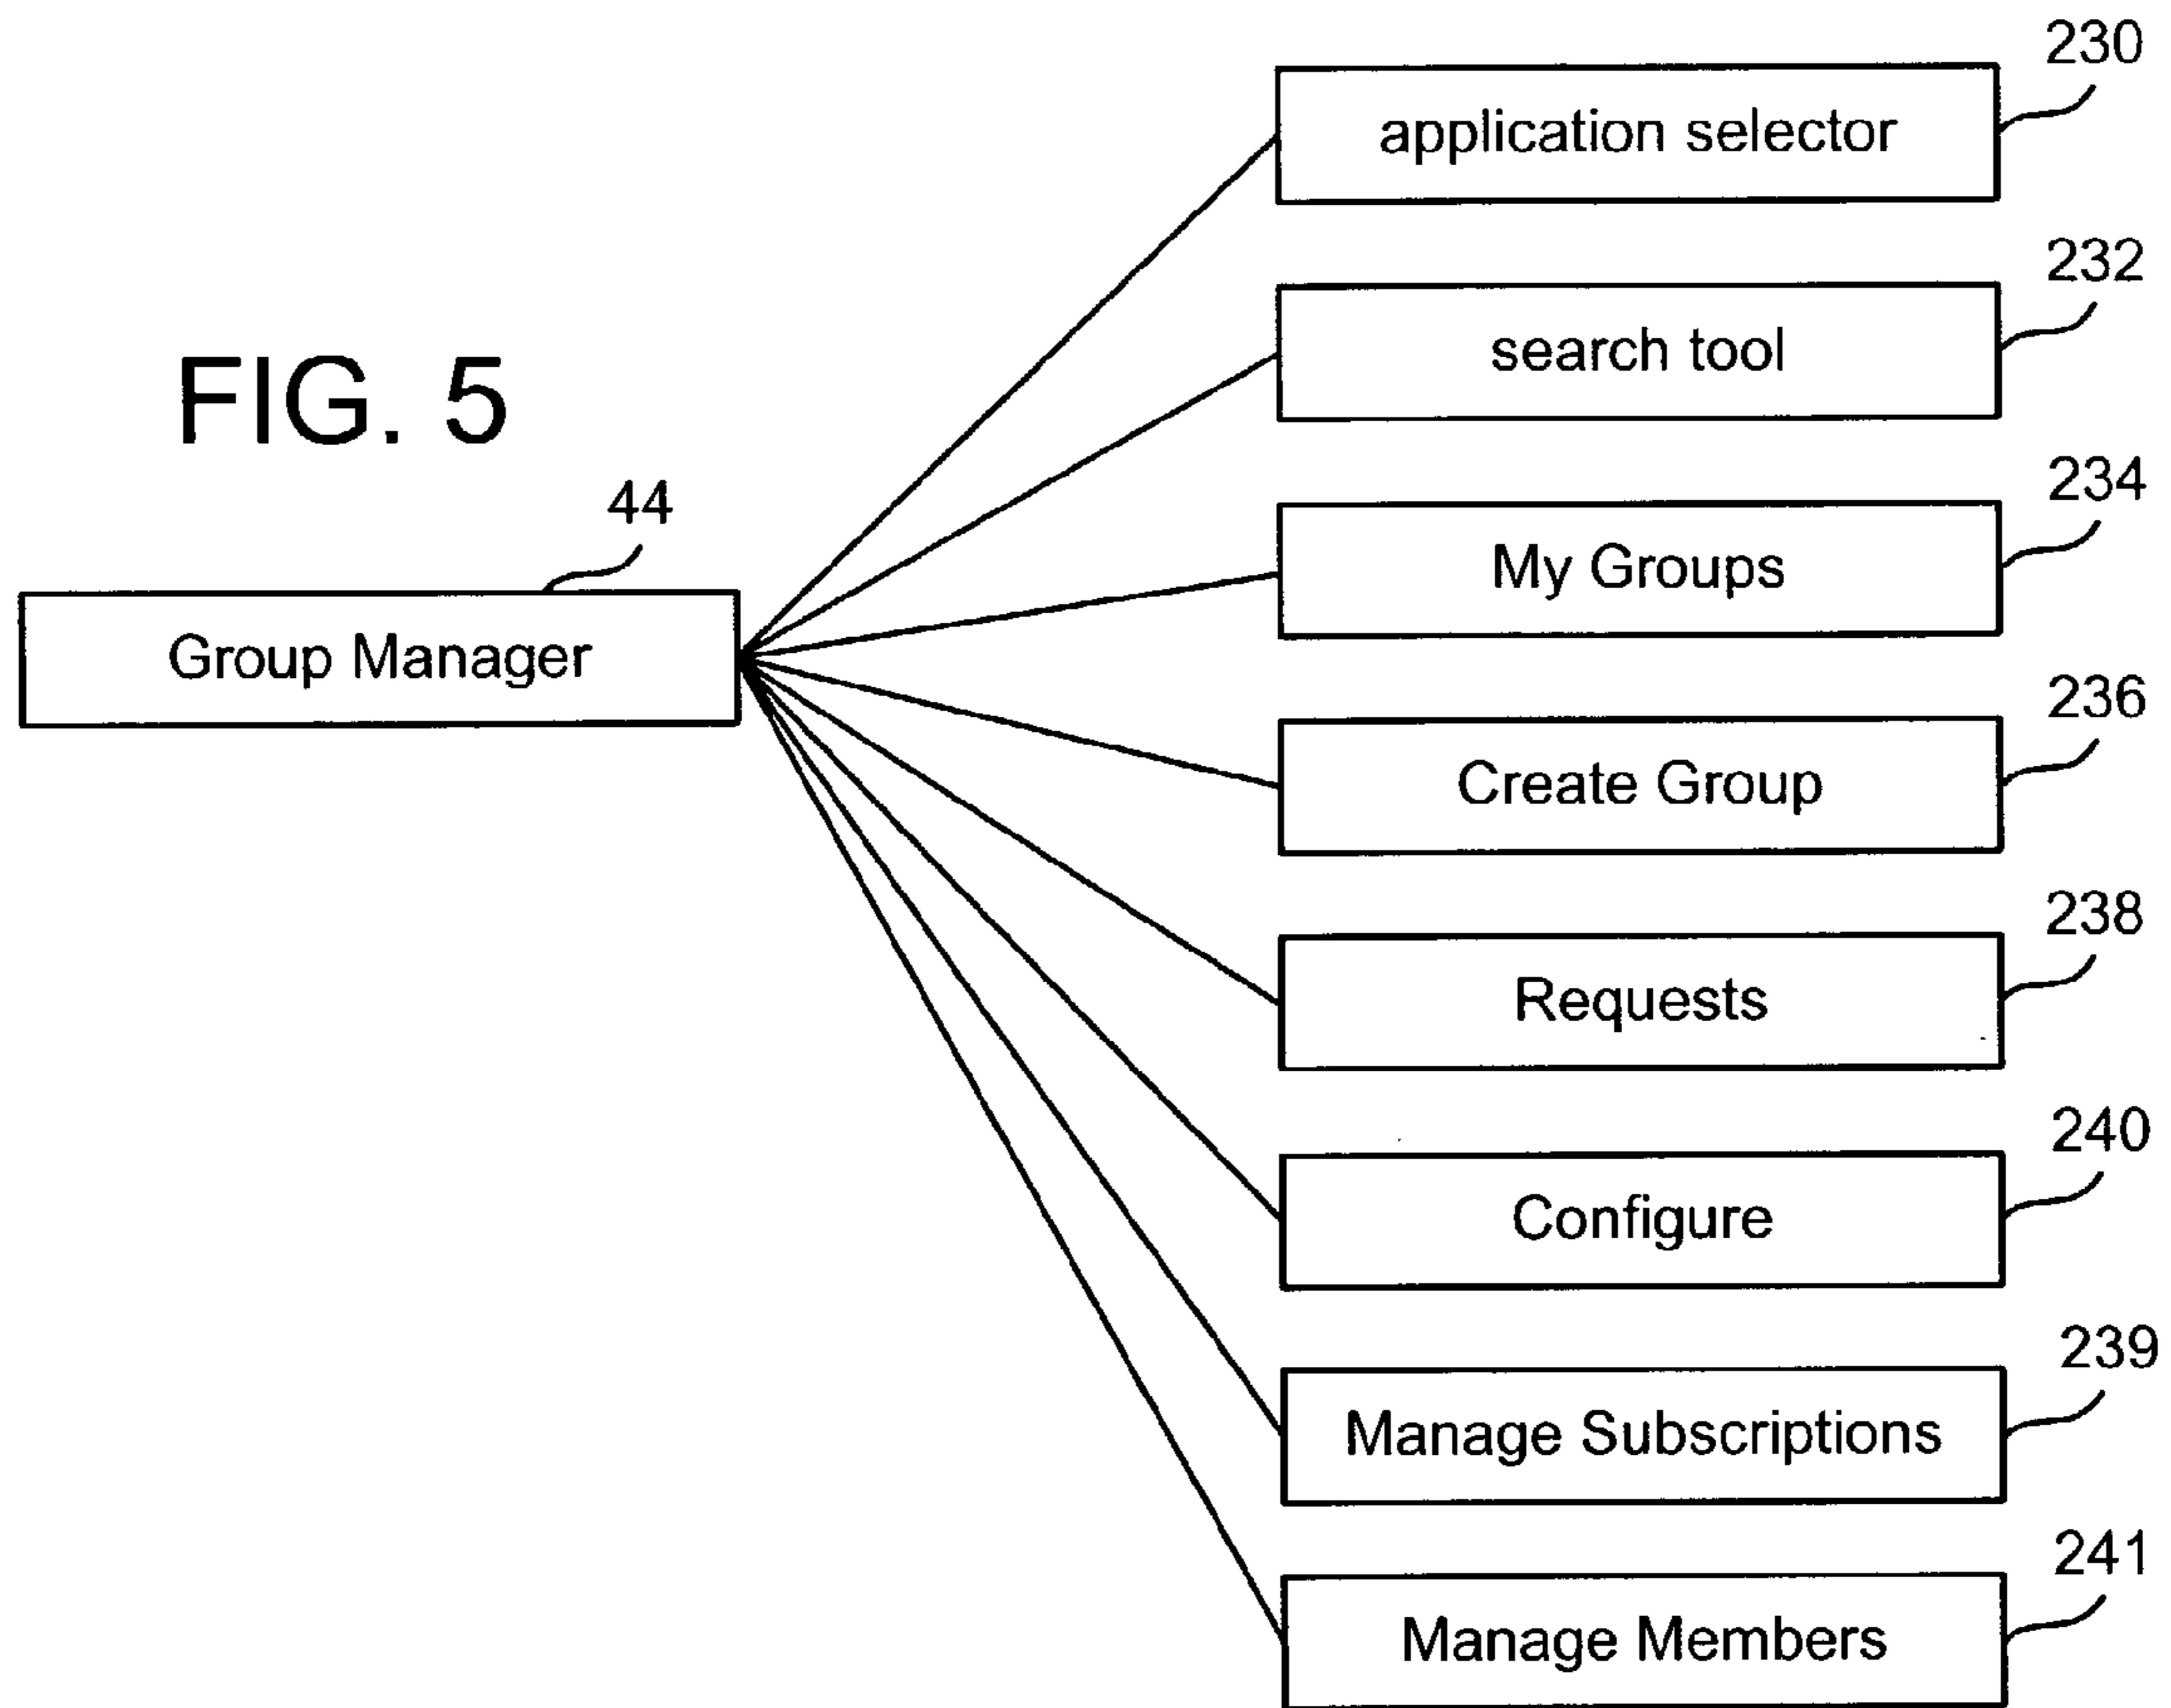 FIG. 5
44
Group Manager
230
application selector
232
search tool
234
My Groups
236
Create Group
238
Requests
240
Configure
239
Manage Subscriptions
241
Manage Members